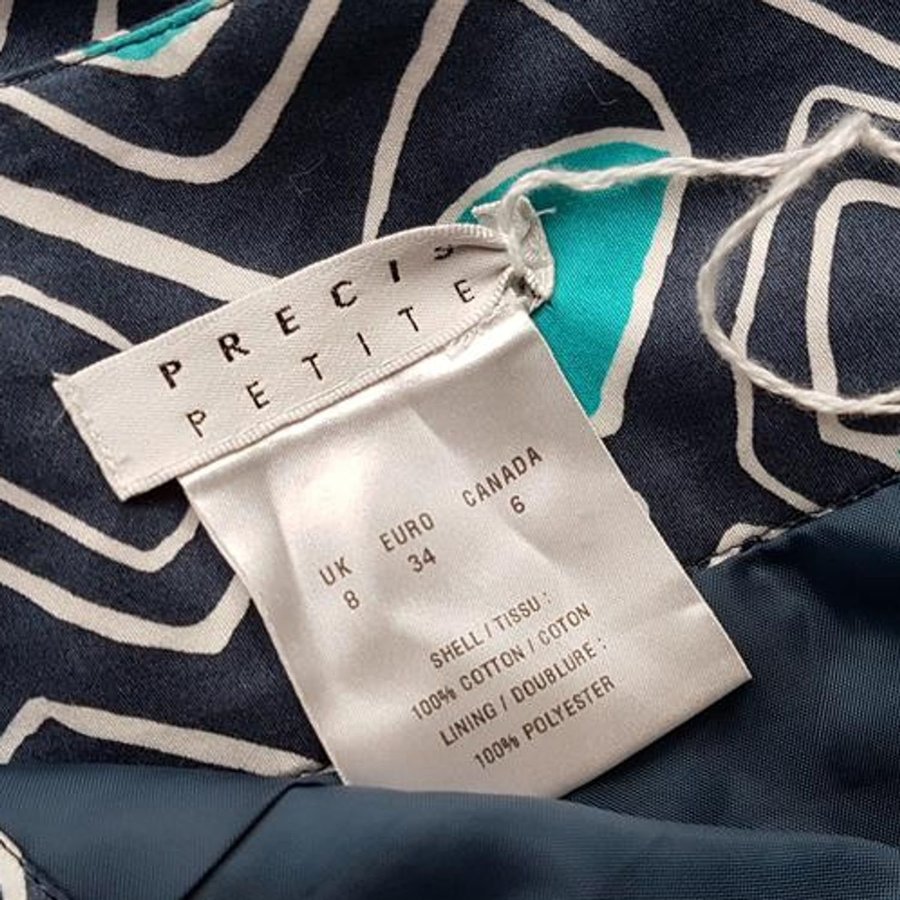 PRECIS
PETITE
UK EURO CANADA
8 34 6
SHELL / TISSU :
100% COTTON / COTON
LINING / DOUBLURE :
100% POLYESTER